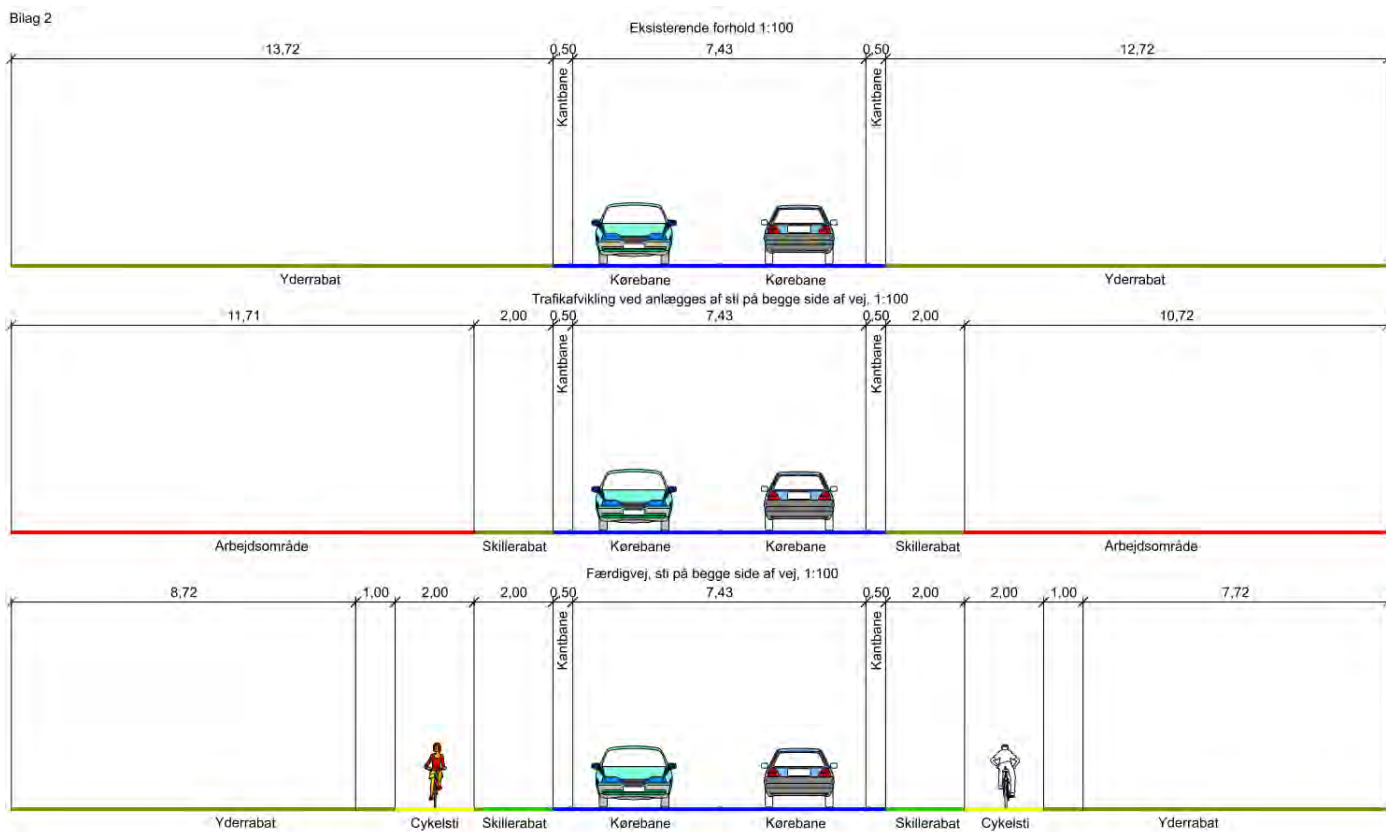 Bilag 2
Eksisterende forhold 1:100
13,72 0,50 7,43 0,50 12,72
Kantbane Kantbane
Yderrabat Kørebane Kørebane Yderrabat
Trafikafvikling ved anlægges af sti på begge side af vej, 1:100
11,71 2,00 0,50 7,43 0,50 2,00 10,72
Kantbane Kantbane
Arbejdsområde Skillerabat Kørebane Kørebane Skillerabat Arbejdsområde
Færdigvej, sti på begge side af vej, 1:100
8,72 1,00 2,00 2,00 0,50 7,43 0,50 2,00 2,00 1,00 7,72
Kantbane Kantbane
Yderrabat Cykelsti Skillerabat Kørebane Kørebane Skillerabat Cykelsti Yderrabat